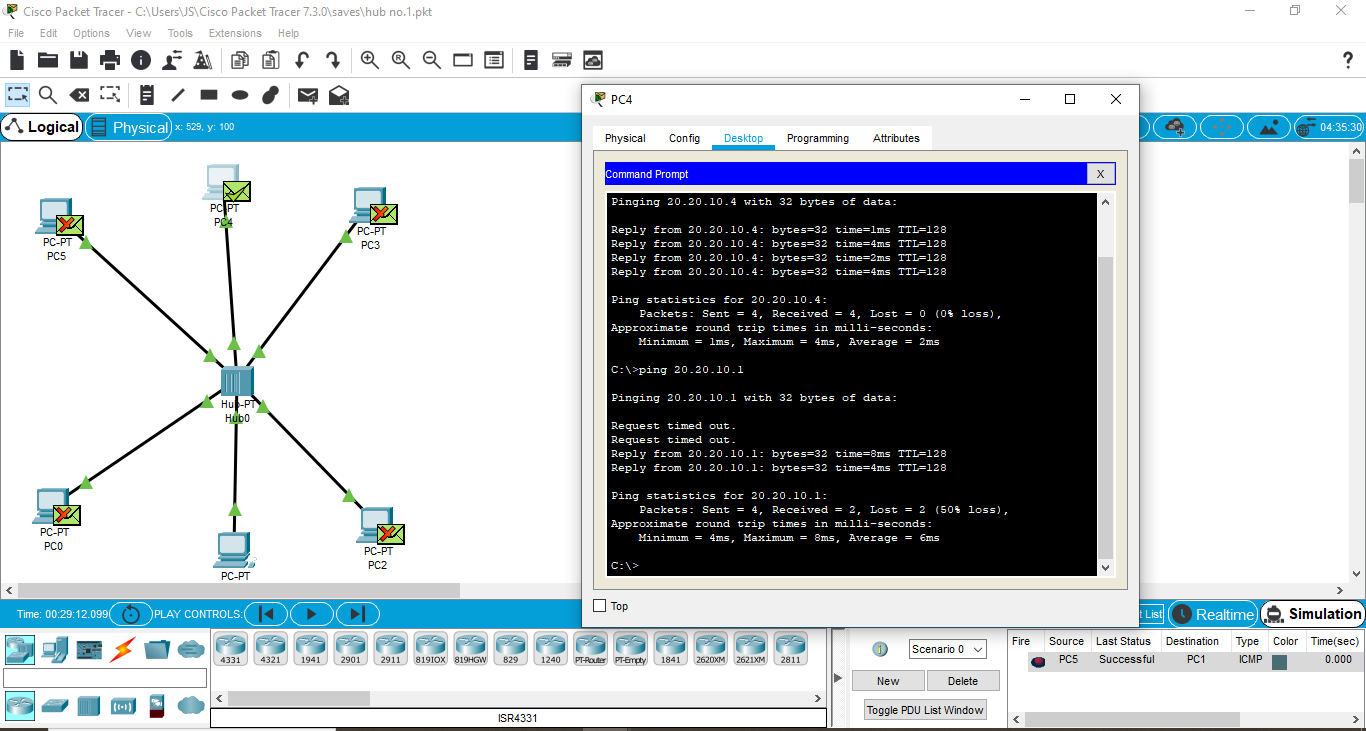 Cisco Packet Tracer - C:\Users\JS\Cisco Packet Tracer 7.3.0\saves\hub no.1.pkt
File Edit Options View Tools Extensions Help
?
Logical Physical x: 529, y: 100
04:35:30
PC-PT
PC5
PC-PT
PC4
PC-PT
PC3
Hub-PT
Hub0
PC-PT
PC0
PC-PT
PC-PT
PC2
PC4
Physical Config Desktop Programming Attributes
Command Prompt
X
Pinging 20.20.10.4 with 32 bytes of data:
Reply from 20.20.10.4: bytes=32 time=1ms TTL=128
Reply from 20.20.10.4: bytes=32 time=4ms TTL=128
Reply from 20.20.10.4: bytes=32 time=2ms TTL=128
Reply from 20.20.10.4: bytes=32 time=4ms TTL=128
Ping statistics for 20.20.10.4:
Packets: Sent = 4, Received = 4, Lost = 0 (0% loss),
Approximate round trip times in milli-seconds:
Minimum = 1ms, Maximum = 4ms, Average = 2ms
C:\>ping 20.20.10.1
Pinging 20.20.10.1 with 32 bytes of data:
Request timed out.
Request timed out.
Reply from 20.20.10.1: bytes=32 time=8ms TTL=128
Reply from 20.20.10.1: bytes=32 time=4ms TTL=128
Ping statistics for 20.20.10.1:
Packets: Sent = 4, Received = 2, Lost = 2 (50% loss),
Approximate round trip times in milli-seconds:
Minimum = 4ms, Maximum = 8ms, Average = 6ms
C:\>
Top
Time: 00:29:12.099 PLAY CONTROLS:
t List Realtime Simulation
4331 4321 1941 2901 2911 819IOX 819HGW 829 1240 PT-Router PT-Empty 1841 2620XM 2621XM 2811
ISR4331
Scenario 0
New Delete
Toggle PDU List Window
Fire Source Last Status Destination Type Color Time(sec)
PC5 Successful PC1 ICMP 0.000